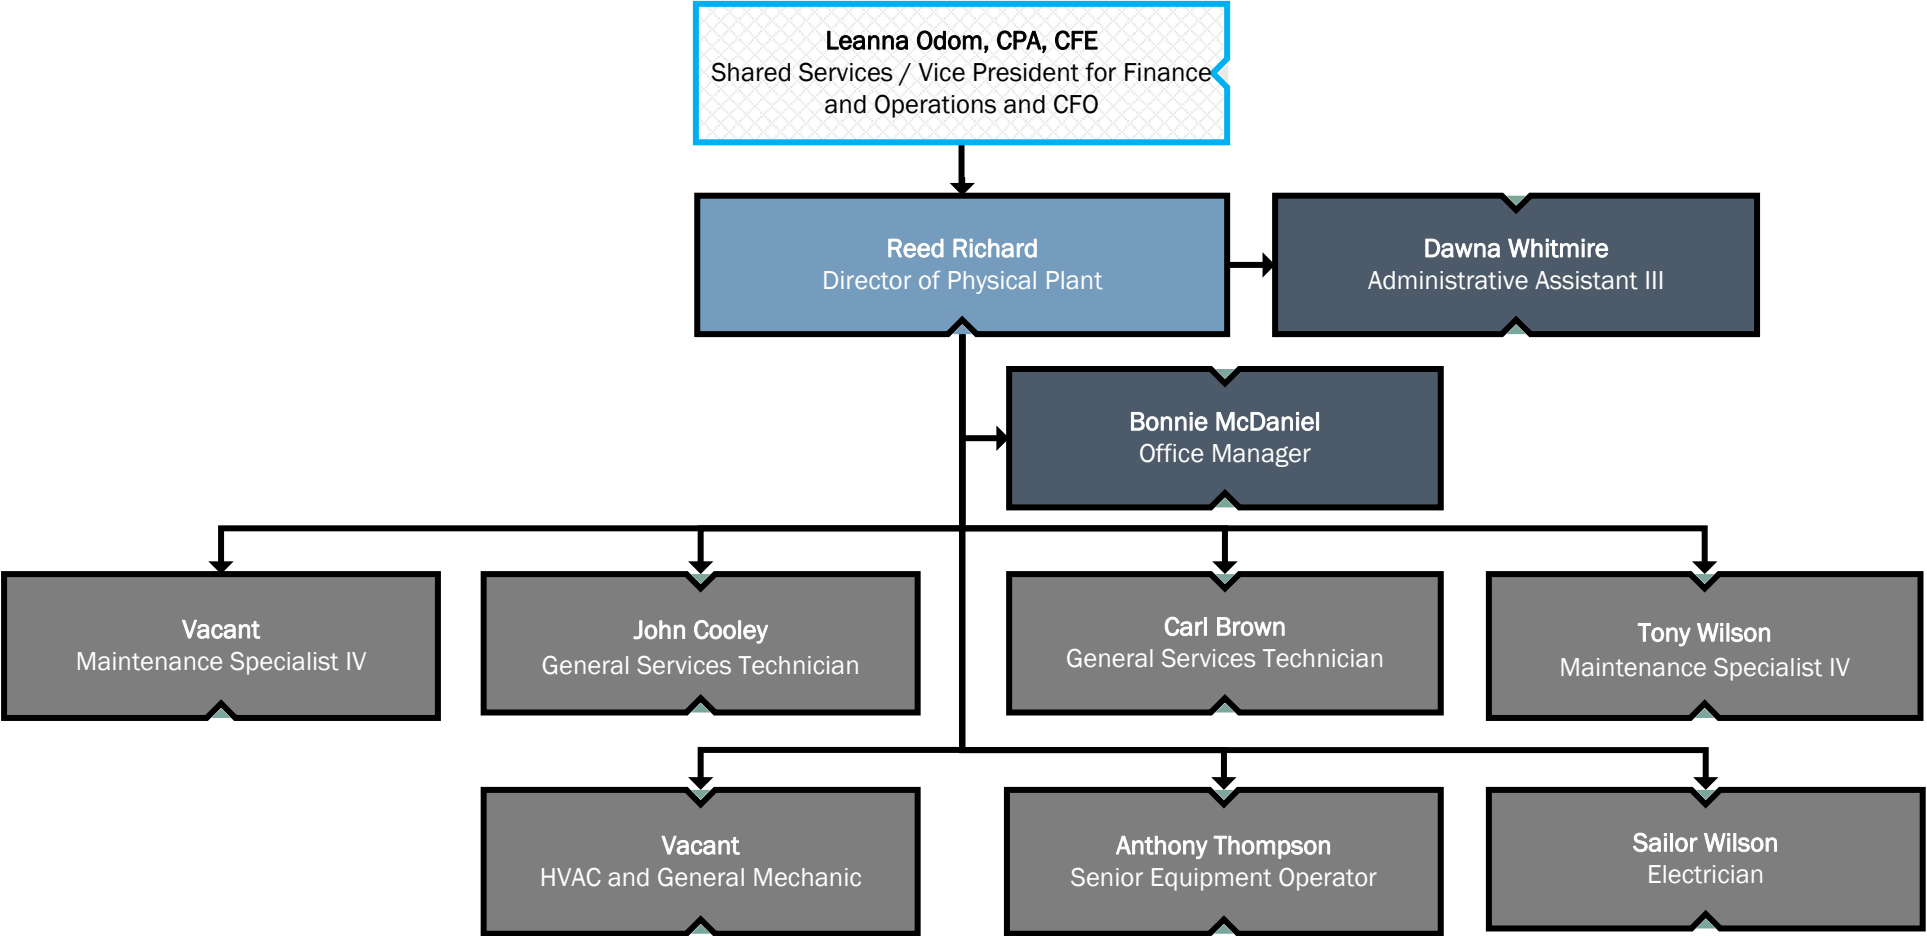 Leanna Odom, CPA, CFE
Shared Services / Vice President for Finance
and Operations and CFO
Reed Richard
Director of Physical Plant
Dawna Whitmire
Administrative Assistant III
Bonnie McDaniel
Office Manager
Vacant
Maintenance Specialist IV
John Cooley
General Services Technician
Carl Brown
General Services Technician
Tony Wilson
Maintenance Specialist IV
Vacant
HVAC and General Mechanic
Anthony Thompson
Senior Equipment Operator
Sailor Wilson
Electrician